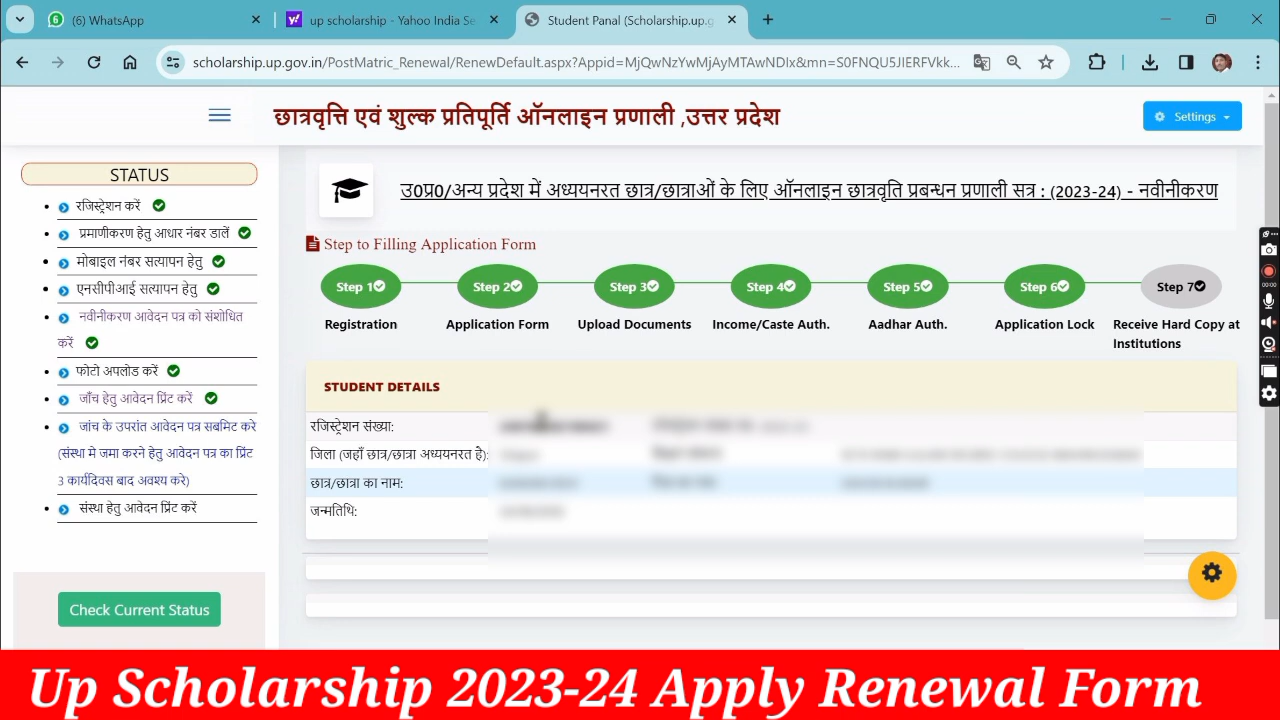 (6) WhatsApp
up scholarship - Yahoo India Se
Student Panal (Scholarship.up.g
scholarship.up.gov.in/PostMatric_Renewal/RenewDefault.aspx?Appid=MjQwNzYwMjAyMTAwNDIx&mn=S0FNQU5JIERFVkk...
छात्रवृत्ति एवं शुल्क प्रतिपूर्ति ऑनलाइन प्रणाली ,उत्तर प्रदेश
Settings
STATUS
रजिस्ट्रेशन करें
प्रमाणीकरण हेतु आधार नंबर डालें
मोबाइल नंबर सत्यापन हेतु
एनसीपीआई सत्यापन हेतु
नवीनीकरण आवेदन पत्र को संशोधित
करें
फोटो अपलोड करें
जाँच हेतु आवेदन प्रिंट करें
जांच के उपरांत आवेदन पत्र सबमिट करे
(संस्था मे जमा करने हेतु आवेदन पत्र का प्रिंट
3 कार्यदिवस बाद अवश्य करे)
संस्था हेतु आवेदन प्रिंट करें
Check Current Status
उ0प्र0/अन्य प्रदेश में अध्ययनरत छात्र/छात्राओं के लिए ऑनलाइन छात्रवृति प्रबन्धन प्रणाली सत्र : (2023-24) - नवीनीकरण
Step to Filling Application Form
Step 1 Step 2 Step 3 Step 4 Step 5 Step 6 Step 7
Registration Application Form Upload Documents Income/Caste Auth. Aadhar Auth. Application Lock Receive Hard Copy at
Institutions
STUDENT DETAILS
रजिस्ट्रेशन संख्या:
जिला (जहाँ छात्र/छात्रा अध्ययनरत है):
छात्र/छात्रा का नाम:
जन्मतिथि:
00:00
Up Scholarship 2023-24 Apply Renewal Form